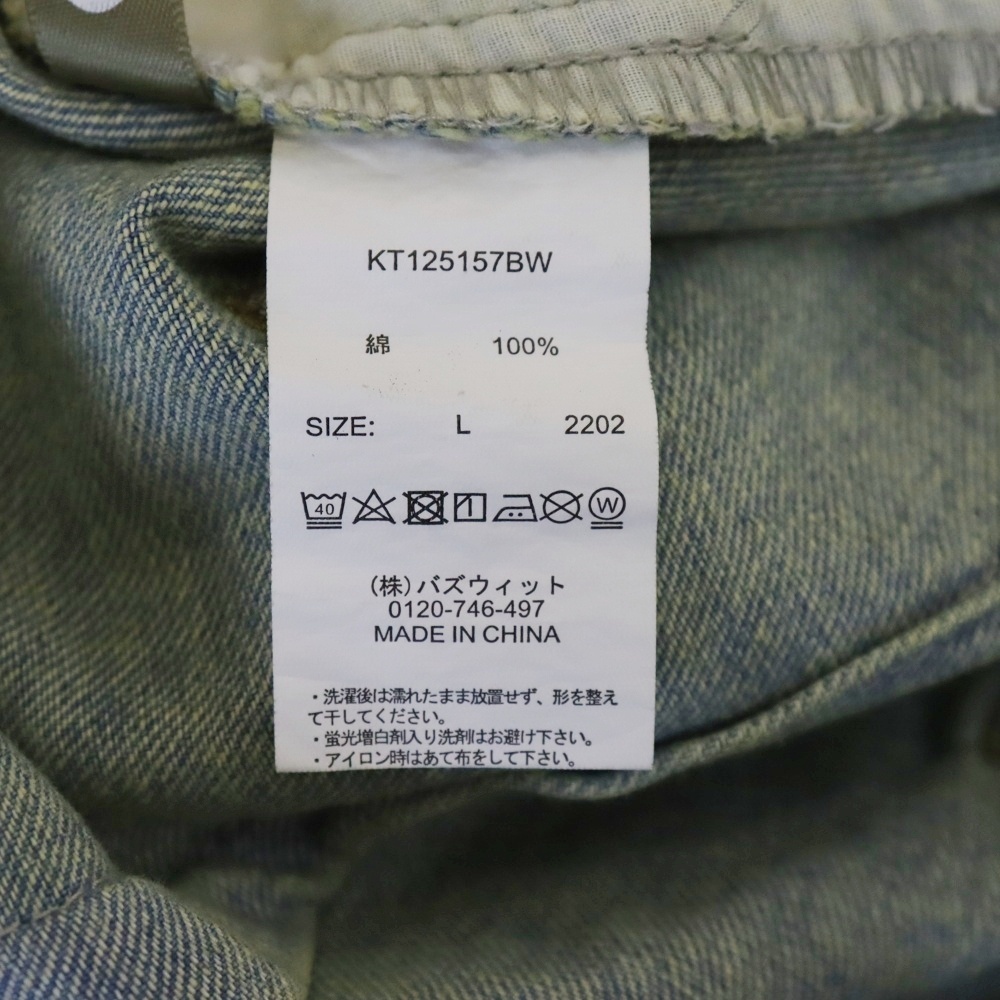 KT125157BW
綿 100%
SIZE: L 2202
40 W
(株)バズウィット
0120-746-497
MADE IN CHINA
・洗濯後は濡れたまま放置せず、形を整え
て干してください。
・蛍光増白剤入り洗剤はお避け下さい。
・アイロン時はあて布をして下さい。